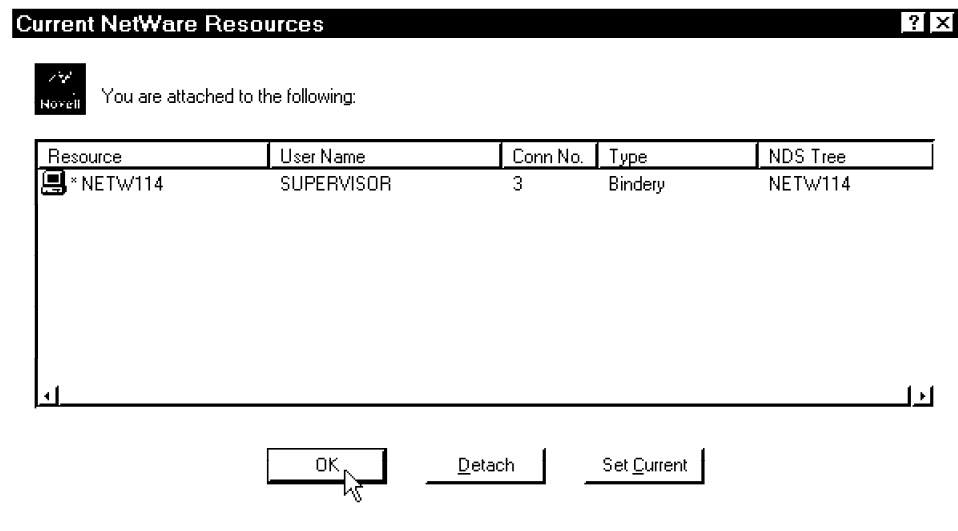 Current NetWare Resources
Novell
You are attached to the following:
Resource User Name Conn No. Type NDS Tree
* NETW114 SUPERVISOR 3 Bindery NETW114
OK Detach Set Current